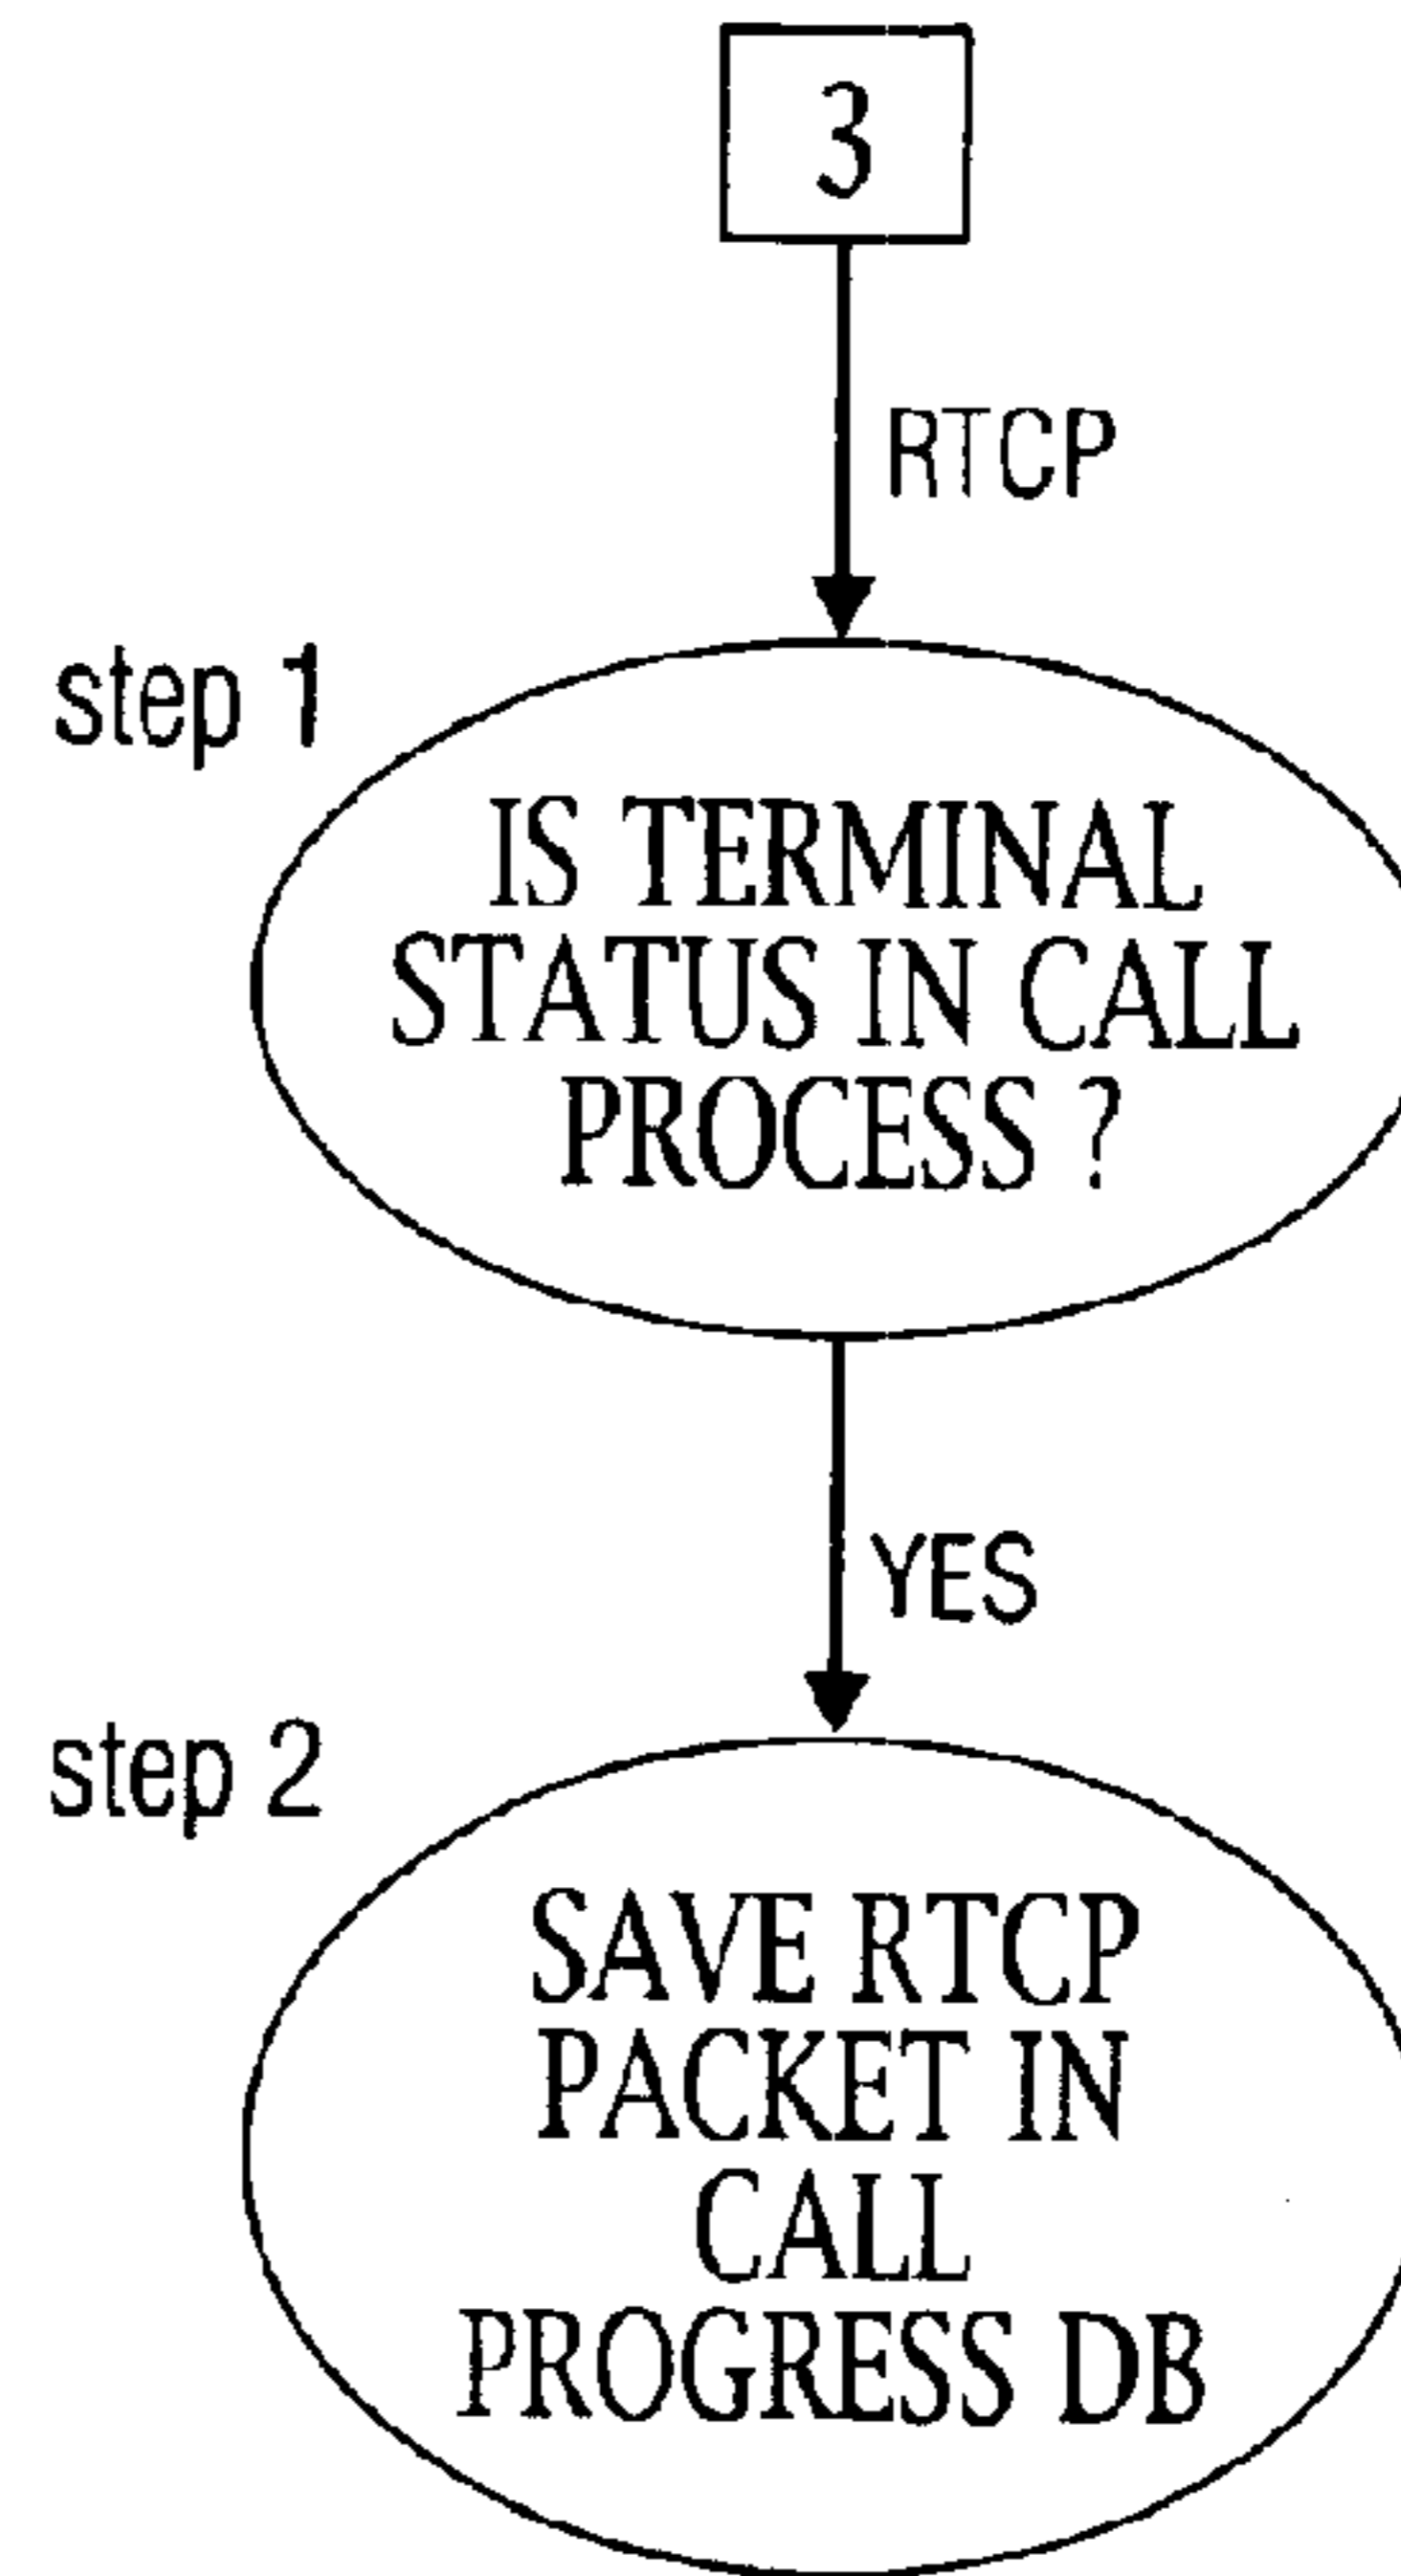 3
RTCP
step 1
IS TERMINAL
STATUS IN CALL
PROCESS ?
YES
step 2
SAVE RTCP
PACKET IN
CALL
PROGRESS DB